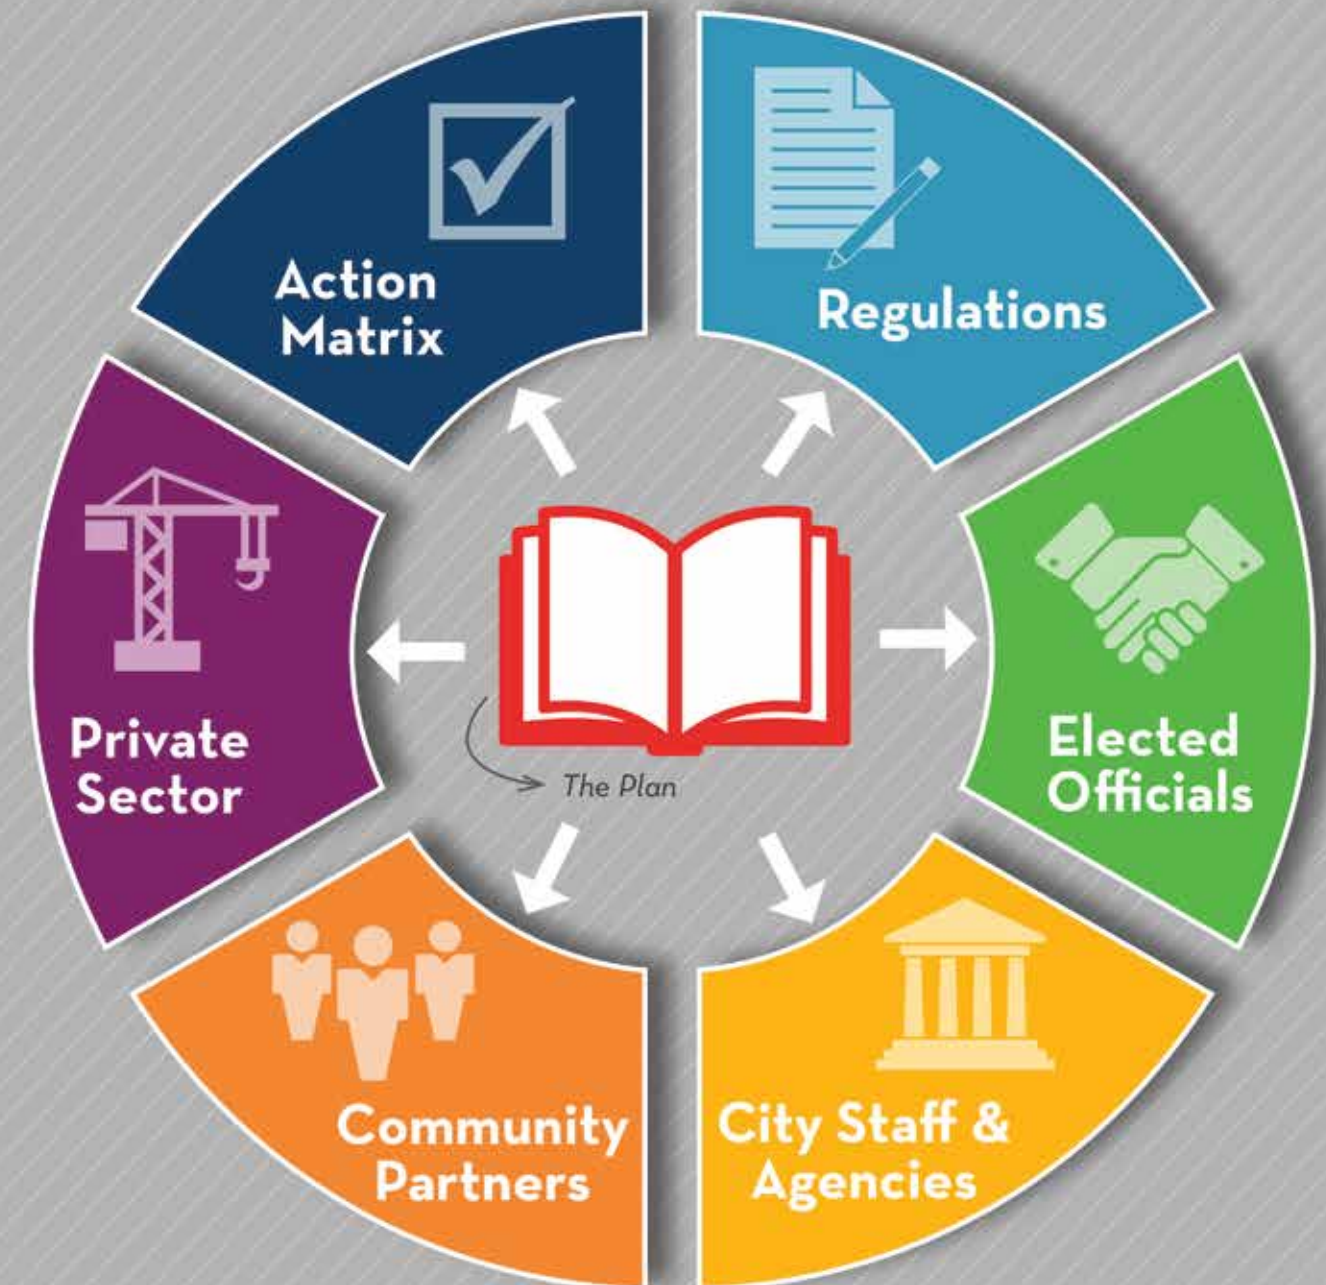 Action
Matrix
Regulations
Private
Sector
Elected
Officials
The Plan
Community
Partners
City Staff &
Agencies